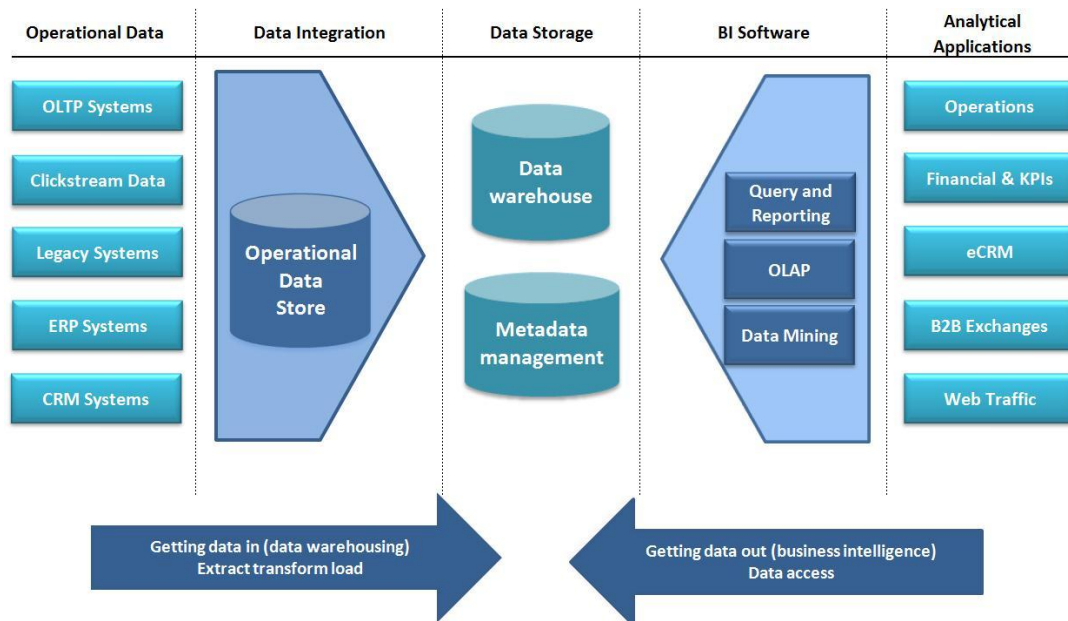 Operational Data
Data Integration
Data Storage
BI Software
Analytical
Applications
OLTP Systems
Clickstream Data
Legacy Systems
ERP Systems
CRM Systems
Operational
Data
Store
Data
warehouse
Metadata
management
Query and
Reporting
OLAP
Data Mining
Operations
Financial & KPIs
eCRM
B2B Exchanges
Web Traffic
Getting data in (data warehousing)
Extract transform load
Getting data out (business intelligence)
Data access